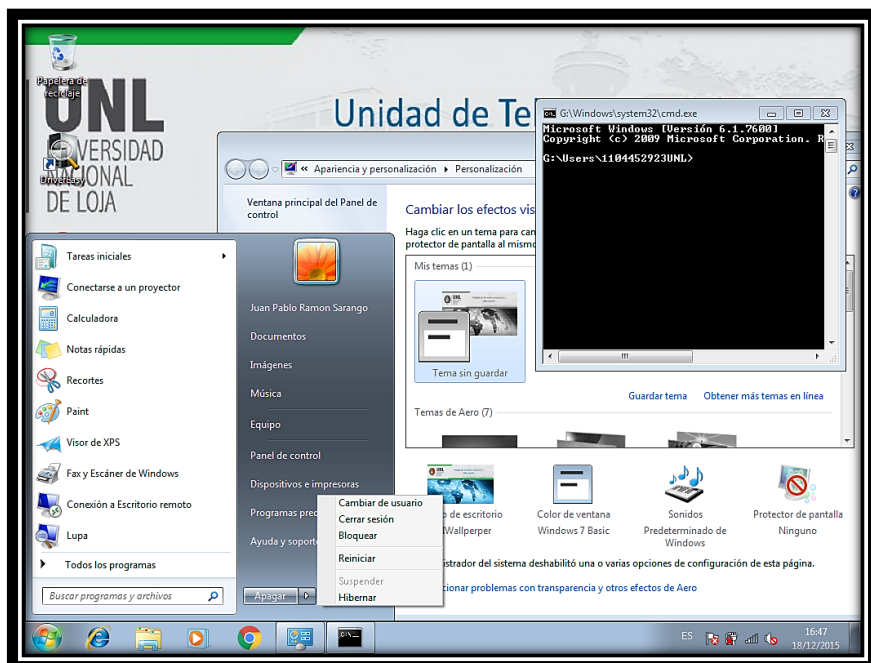 Papelera de
reciclaje
UNL
UNIVERSIDAD
NACIONAL
DE LOJA
DriverEasy
Unidad de Te
G:\Windows\system32\cmd.exe
Microsoft Windows [Versión 6.1.7600]
Copyright (c) 2009 Microsoft Corporation. R
G:\Users\1104452923UNL>
« Apariencia y personalización ▸ Personalización
Ventana principal del Panel de
control
Cambiar los efectos vis
Haga clic en un tema para cam
protector de pantalla al mismo
Mis temas (1)
UNL
Tema sin guardar
Guardar tema
Obtener más temas en línea
Temas de Aero (7)
UNL
o de escritorio
Wallperper
Color de ventana
Windows 7 Basic
Sonidos
Predeterminado de
Windows
Protector de pantalla
Ninguno
istrador del sistema deshabilitó una o varias opciones de configuración de esta página.
cionar problemas con transparencia y otros efectos de Aero
Tareas iniciales
Conectarse a un proyector
Calculadora
Notas rápidas
Recortes
Paint
Visor de XPS
Fax y Escáner de Windows
Conexión a Escritorio remoto
Lupa
Todos los programas
Buscar programas y archivos
Juan Pablo Ramon Sarango
Documentos
Imágenes
Música
Equipo
Panel de control
Dispositivos e impresoras
Programas pred
Ayuda y soport
Apagar
Cambiar de usuario
Cerrar sesión
Bloquear
Reiniciar
Suspender
Hibernar
ES
16:47
18/12/2015